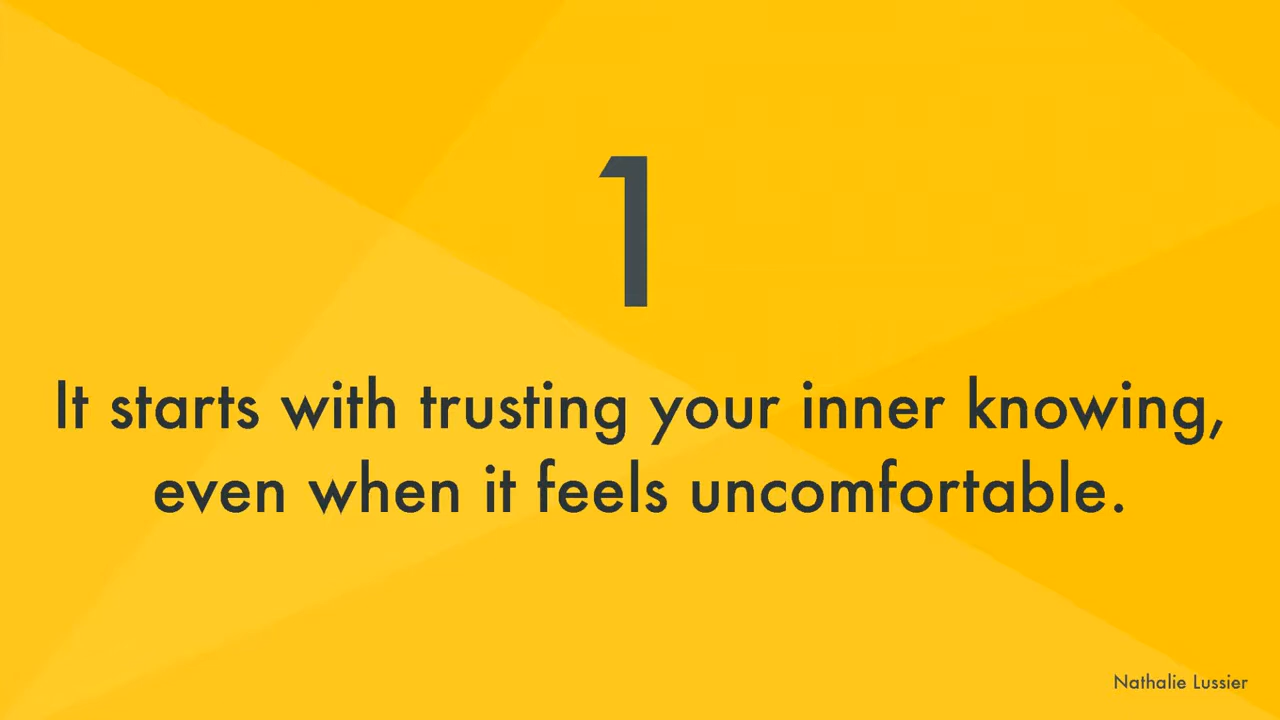 1
It starts with trusting your inner knowing,
even when it feels uncomfortable.
Nathalie Lussier